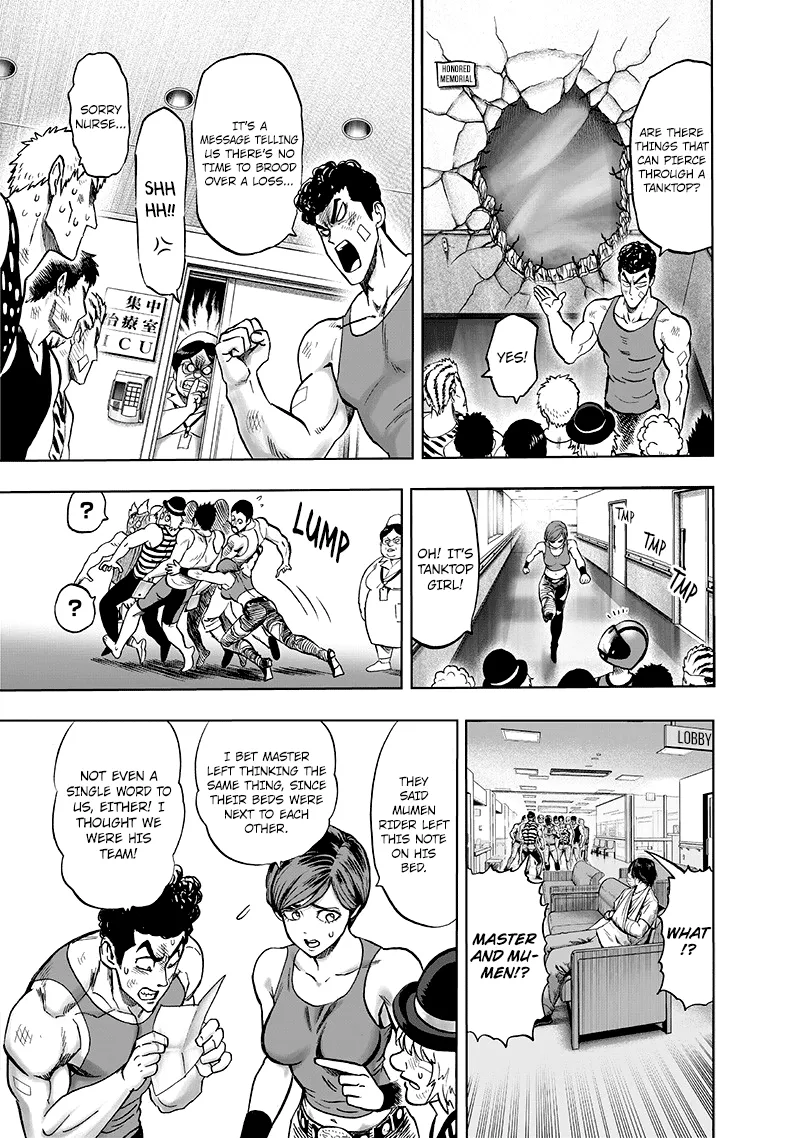 HONORED
MEMORIAL
ARE THERE
THINGS THAT
CAN PIERCE
THROUGH A
TANKTOP?
YES!
IT'S A
MESSAGE TELLING
US THERE'S NO
TIME TO BROOD
OVER A LOSS...
SHH
HH!!
SORRY
NURSE...
集中
治療室
ICU
TMP
TMP
TMP
OH! IT'S
TANKTOP
GIRL!
LUMP
?
?
LOBBY
WHAT
!?
MASTER
AND MU-
MEN!?
THEY
SAID
MUMEN
RIDER LEFT
THIS NOTE
ON HIS
BED.
I BET MASTER
LEFT THINKING THE
SAME THING, SINCE
THEIR BEDS WERE
NEXT TO EACH
OTHER.
NOT EVEN A
SINGLE WORD TO
US, EITHER! I
THOUGHT WE
WERE HIS
TEAM!